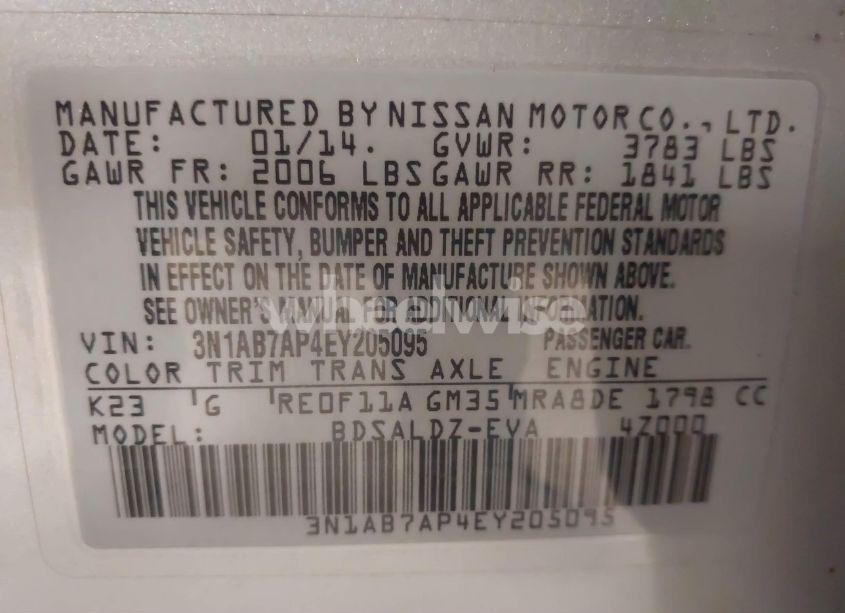 MANUFACTURED BY NISSAN MOTOR CO., LTD.
DATE: 01/14. GVWR: 3783 LBS
GAWR FR: 2006 LBS GAWR RR: 1841 LBS
THIS VEHICLE CONFORMS TO ALL APPLICABLE FEDERAL MOTOR
VEHICLE SAFETY, BUMPER AND THEFT PREVENTION STANDARDS
IN EFFECT ON THE DATE OF MANUFACTURE SHOWN ABOVE.
SEE OWNER'S MANUAL FOR ADDITIONAL INFORMATION.
wheelwise
VIN: 3N1AB7AP4EY205095 PASSENGER CAR.
COLOR TRIM TRANS AXLE ENGINE
K23 G RE0F11A GM35 MRA8DE 1798 CC
MODEL: BDSALDZ-EVA 4Z000
3N1AB7AP4EY205095